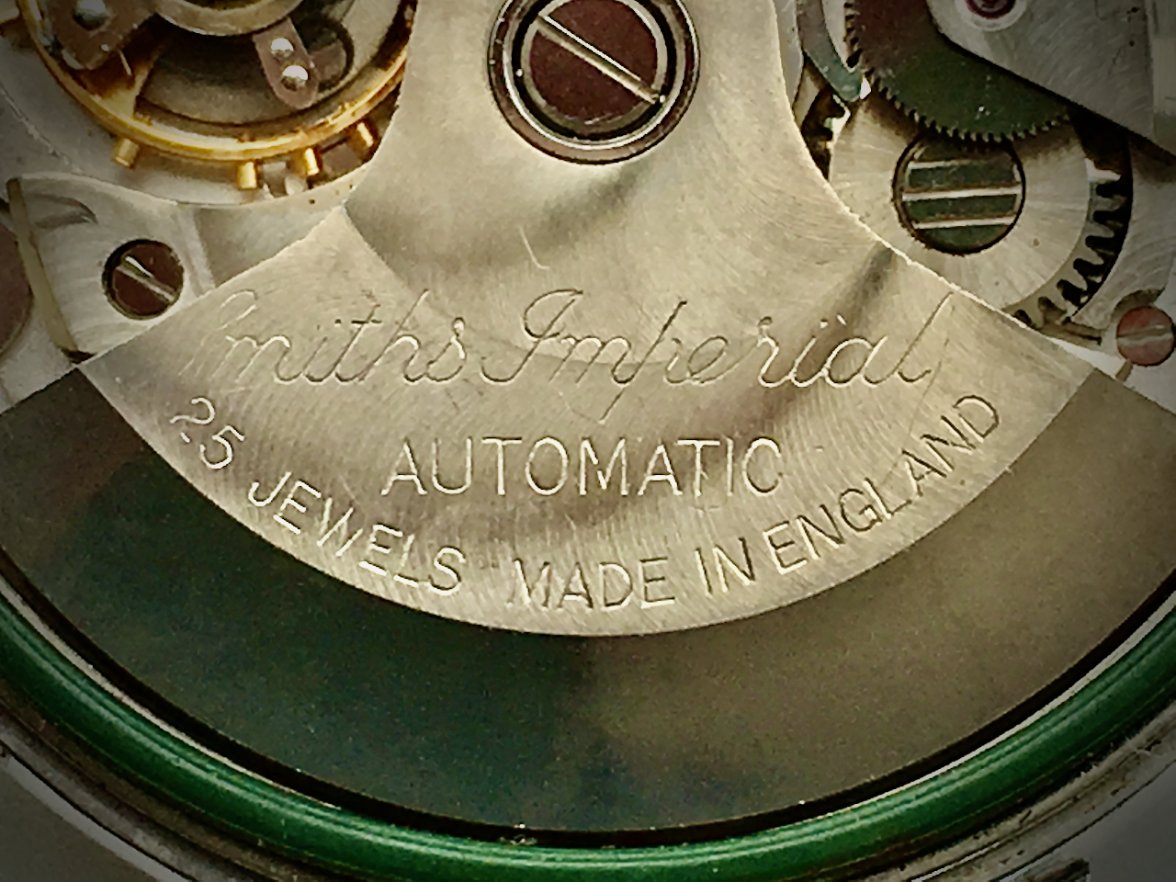 Smiths Imperial
AUTOMATIC
25 JEWELS MADE IN ENGLAND